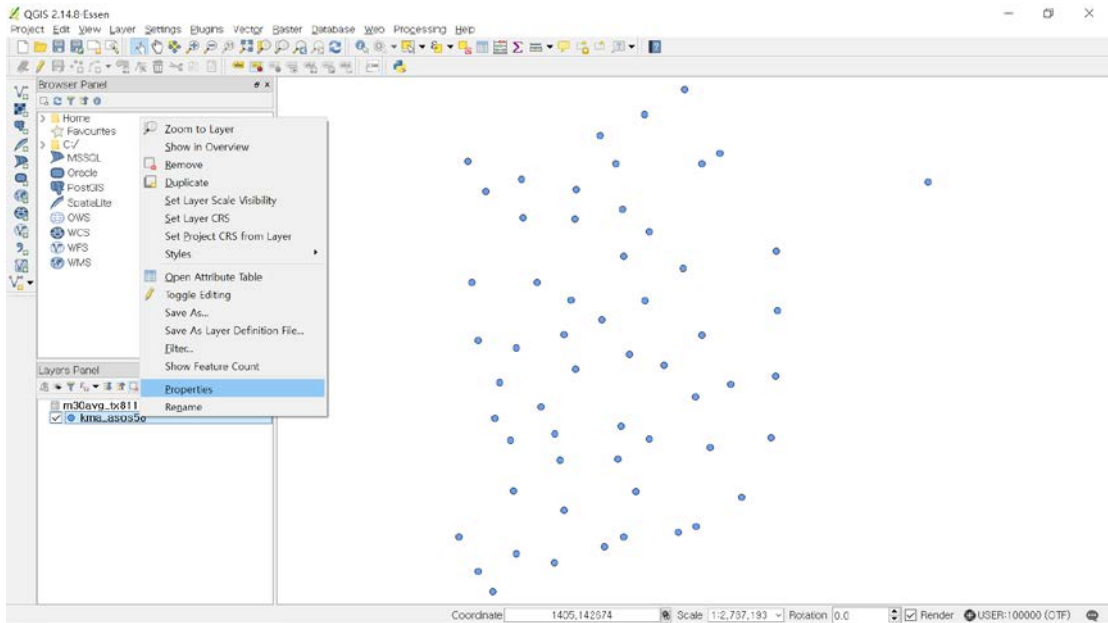 QGIS 2.14.8-Essen
Project Edit View Layer Settings Plugins Vector Raster Database Web Processing Help
Browser Panel
Home
Favourites
C:/
MSSQL
Oracle
PostGIS
SpatiaLite
OWS
WCS
WFS
WMS
Zoom to Layer
Show in Overview
Remove
Duplicate
Set Layer Scale Visibility
Set Layer CRS
Set Project CRS from Layer
Styles
Open Attribute Table
Toggle Editing
Save As...
Save As Layer Definition File...
Filter...
Show Feature Count
Properties
Rename
Layers Panel
m30avg_tx811
kma_asos58
Coordinate 1405,142674 Scale 1:2,787,193 Rotation 0.0 Render USER:100000 (OTF)